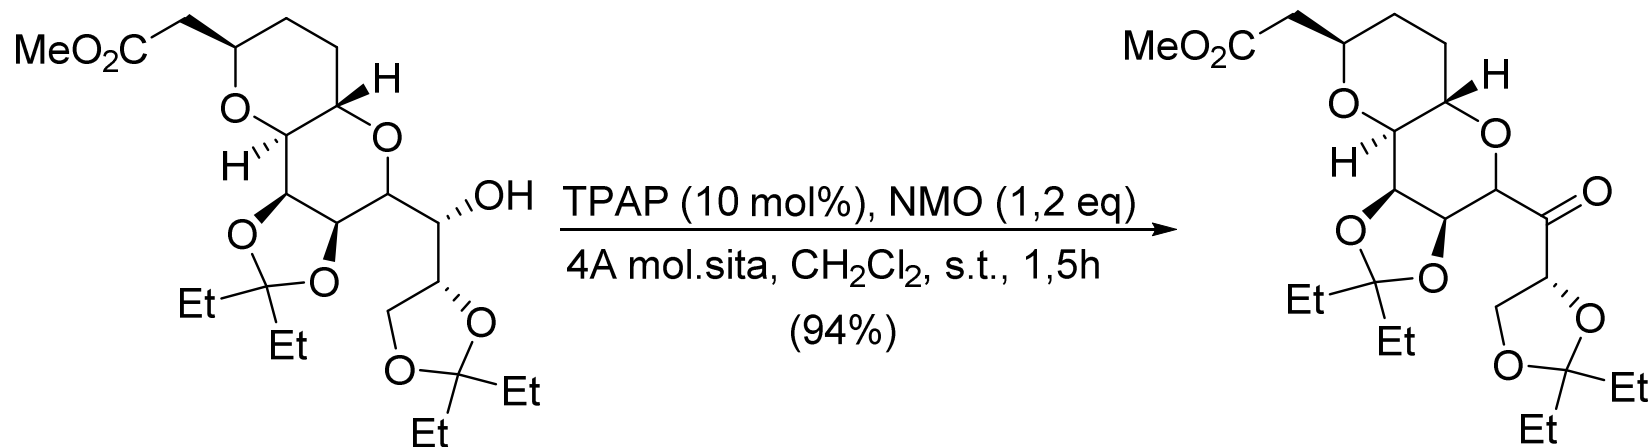 MeO2C
H
O
O
H
OH
O
O
Et
Et
O
O
Et
Et
TPAP (10 mol%), NMO (1,2 eq)
4A mol.sita, CH2Cl2, s.t., 1,5h
(94%)
MeO2C
H
O
O
H
O
O
O
Et
Et
O
O
Et
Et